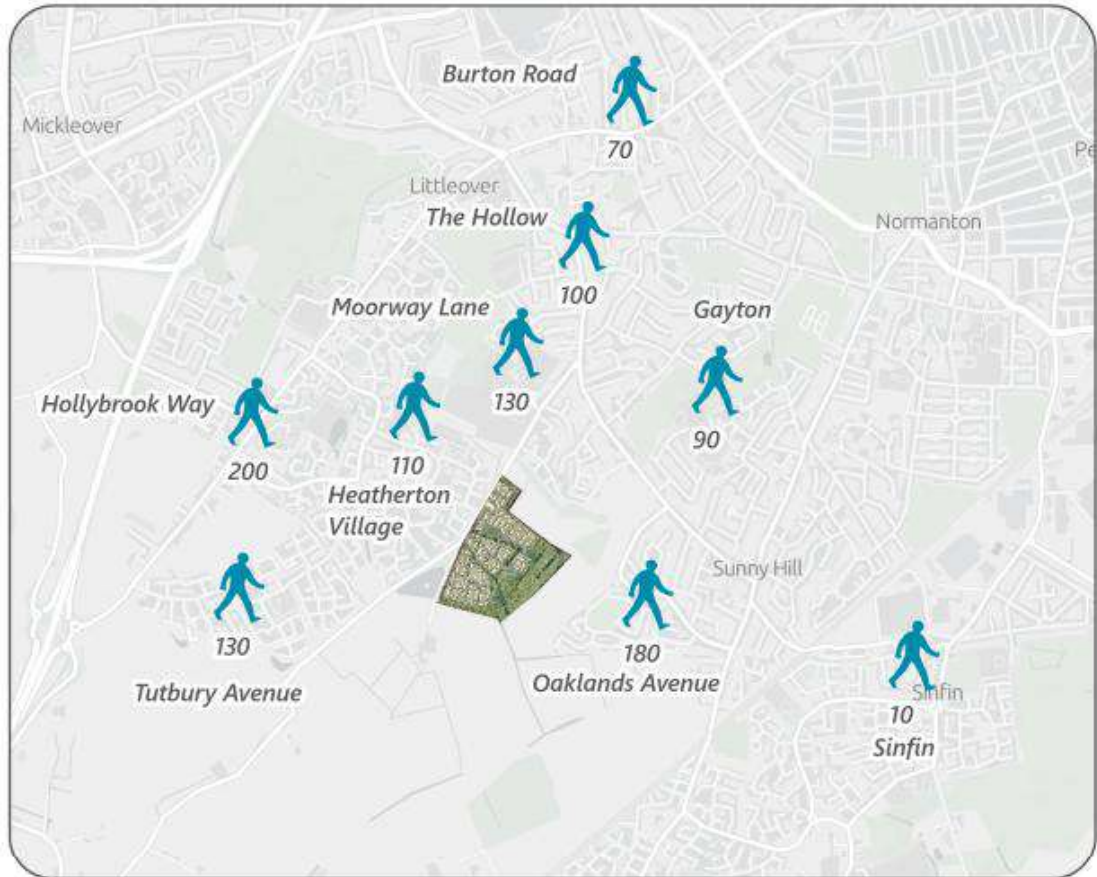 Burton Road
70
Mickleover
Littleover
The Hollow
100
Normanton
Moorway Lane
130
Gayton
90
Hollybrook Way
200
110
Heatherton
Village
Sunny Hill
130
Tutbury Avenue
180
Oaklands Avenue
Sinfin
10
Sinfin